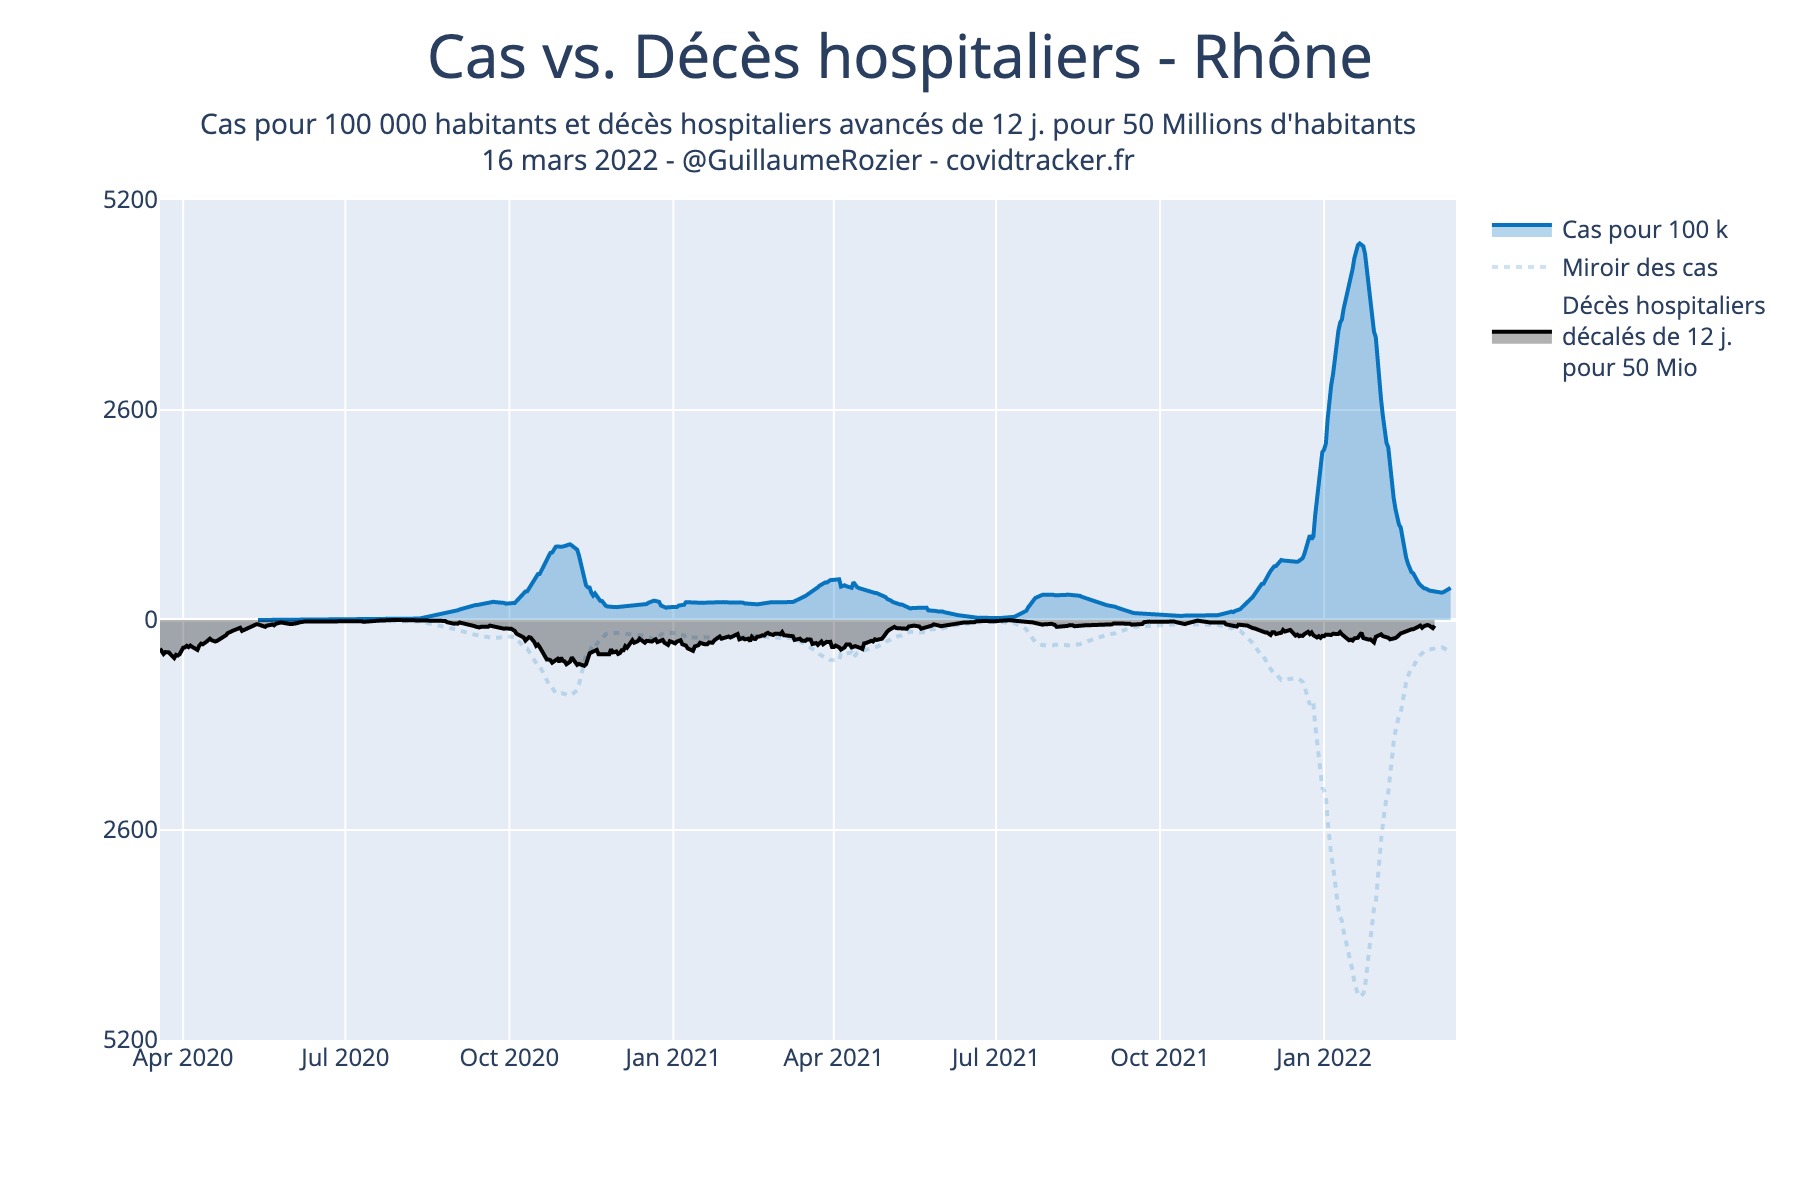 Cas vs. Décès hospitaliers - Rhône
Cas pour 100 000 habitants et décès hospitaliers avancés de 12 j. pour 50 Millions d'habitants
16 mars 2022 - @GuillaumeRozier - covidtracker.fr
5200
2600
0
2600
5200
Apr 2020
Jul 2020
Oct 2020
Jan 2021
Apr 2021
Jul 2021
Oct 2021
Jan 2022
Cas pour 100 k
Miroir des cas
Décès hospitaliers
décalés de 12 j.
pour 50 Mio